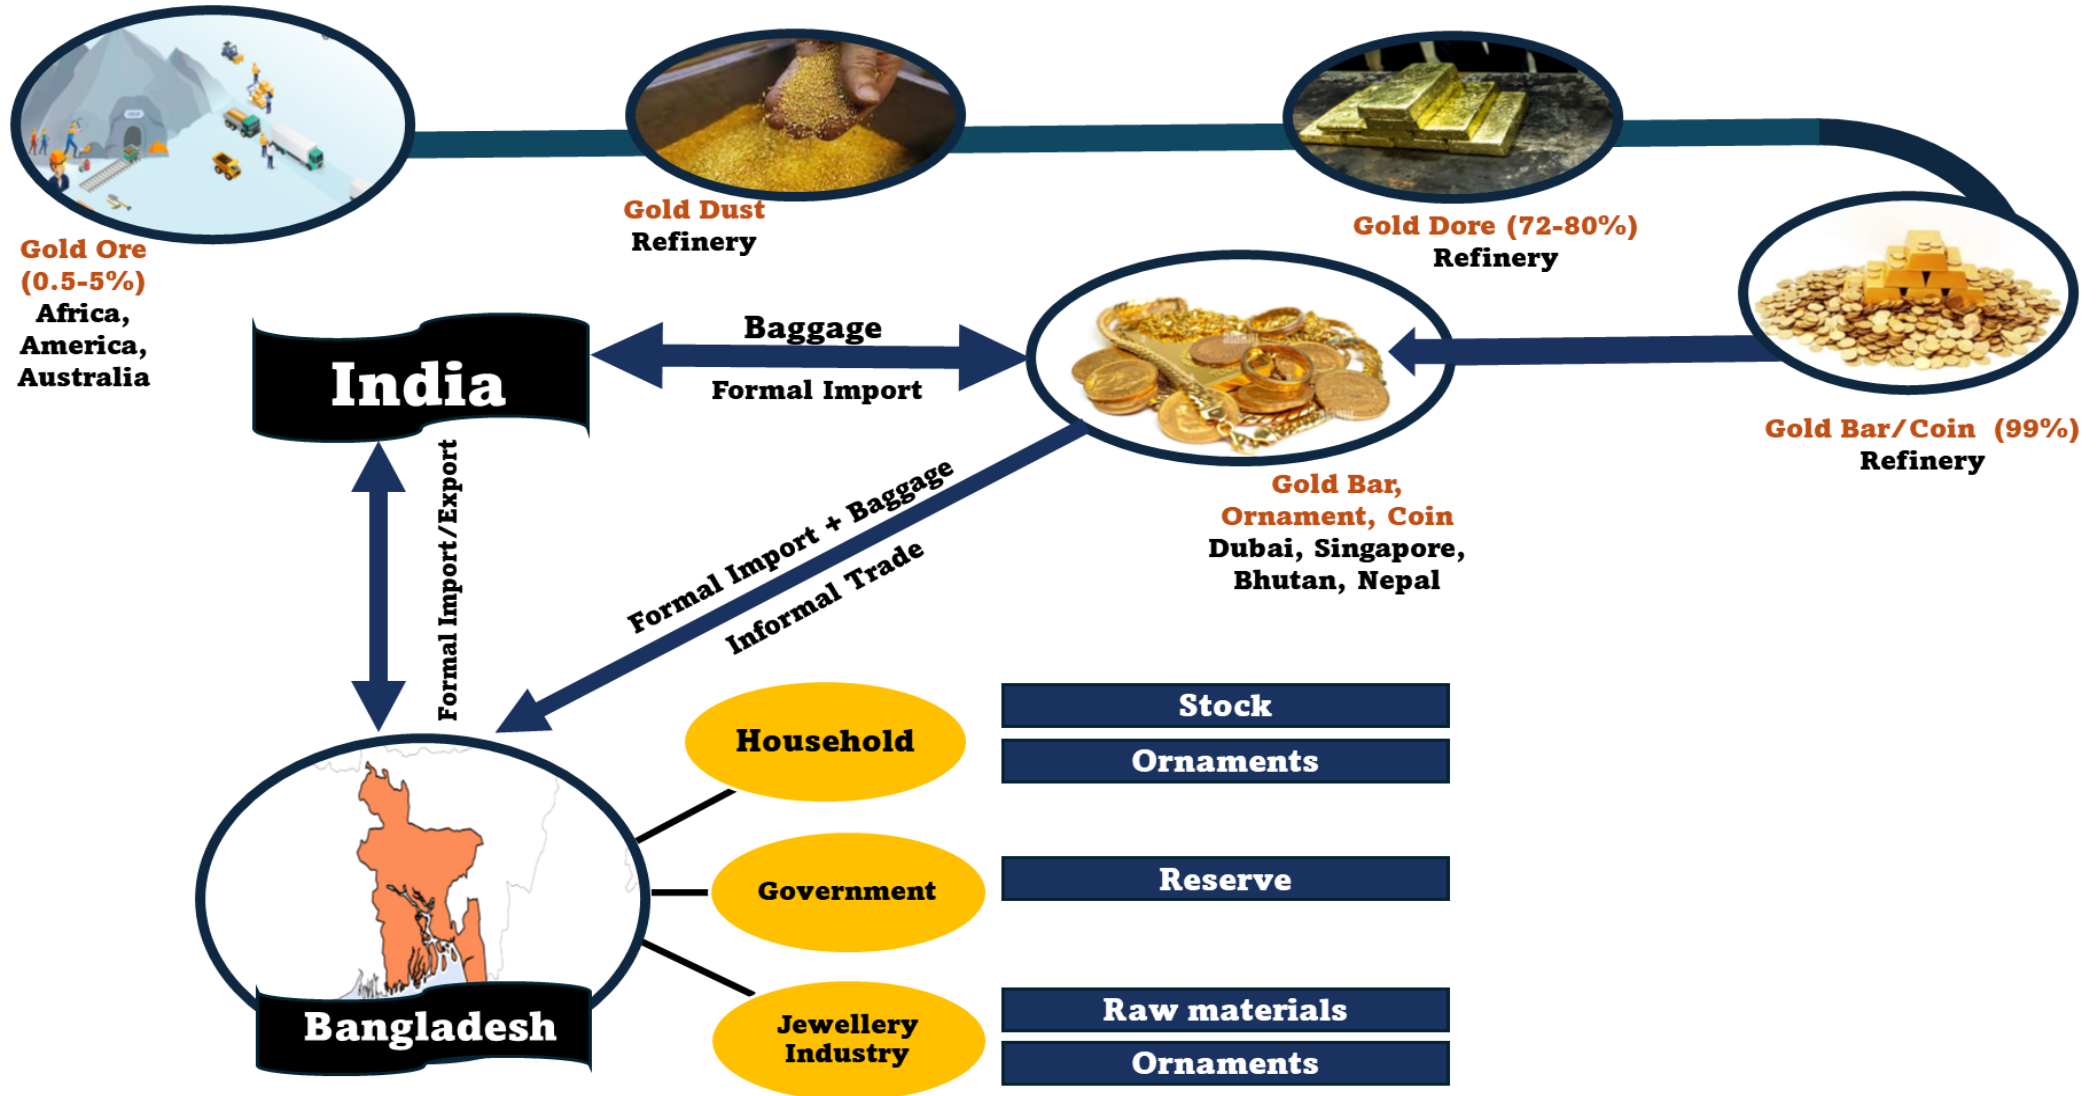 Gold Ore
(0.5-5%)
Africa,
America,
Australia
Gold Dust
Refinery
Gold Dore (72-80%)
Refinery
Gold Bar/Coin (99%)
Refinery
Gold Bar,
Ornament, Coin
Dubai, Singapore,
Bhutan, Nepal
Baggage
Formal Import
India
Formal Import/Export
Formal Import + Baggage
Informal Trade
Bangladesh
Household
Stock
Ornaments
Government
Reserve
Jewellery
Industry
Raw materials
Ornaments